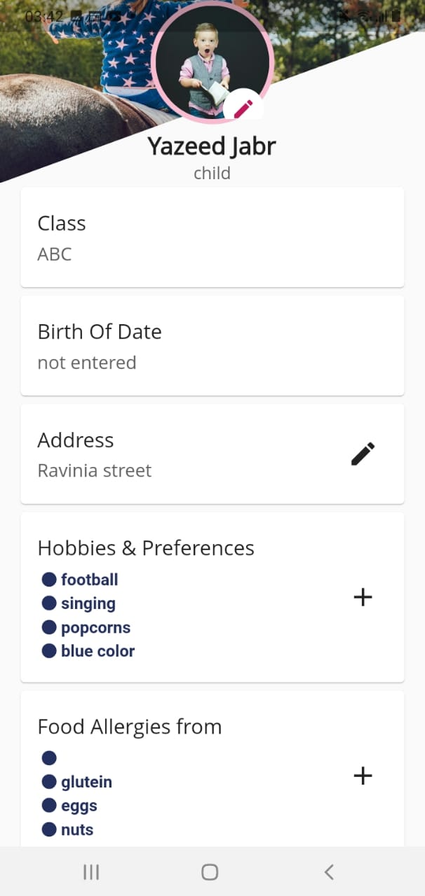 03:42
Yazeed Jabr
child
Class
ABC
Birth Of Date
not entered
Address
Ravinia street
Hobbies & Preferences
football
singing
popcorns
blue color
Food Allergies from
glutein
eggs
nuts